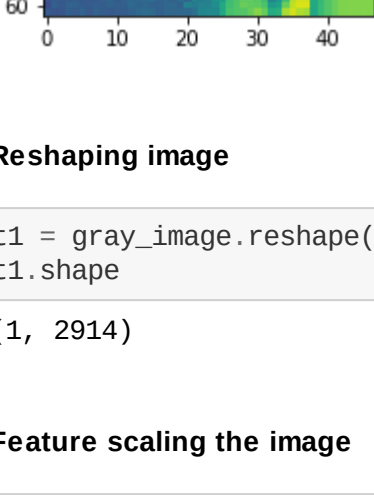 60
0 10 20 30 40
Reshaping image
t1 = gray_image.reshape(
t1.shape
(1, 2914)
Feature scaling the image